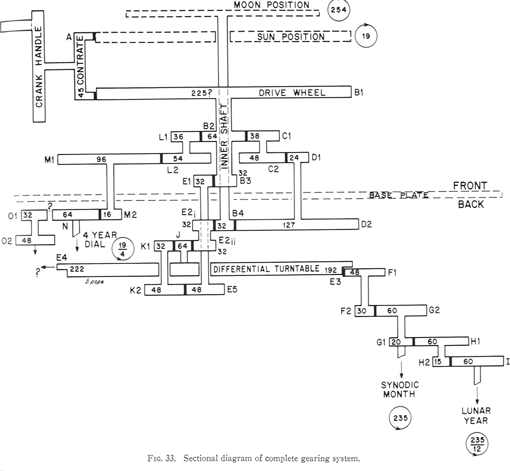 MOON POSITION
254
A
SUN POSITION
19
CRANK HANDLE
45 CONTRATE
225? DRIVE WHEEL B1
INNER SHAFT
B2
L1 36 64 38 C1
M1 96 54 48 24 D1
L2 C2
32
E1 32 B3
BASE PLATE
FRONT
BACK
?
O1 32 64 16 M2
E2i B4
32 32 127 D2
N
O2 48
4 YEAR
DIAL
19
4
J E2ii
K1 32 64
32
E4
? 222 DIFFERENTIAL TURNTABLE 192 48 F1
E3
K2 48 48 E5
F2 30 60 G2
G1 20 60 H1
H2 15 60 I
SYNODIC
MONTH
235
LUNAR
YEAR
235
12
FIG. 33. Sectional diagram of complete gearing system.